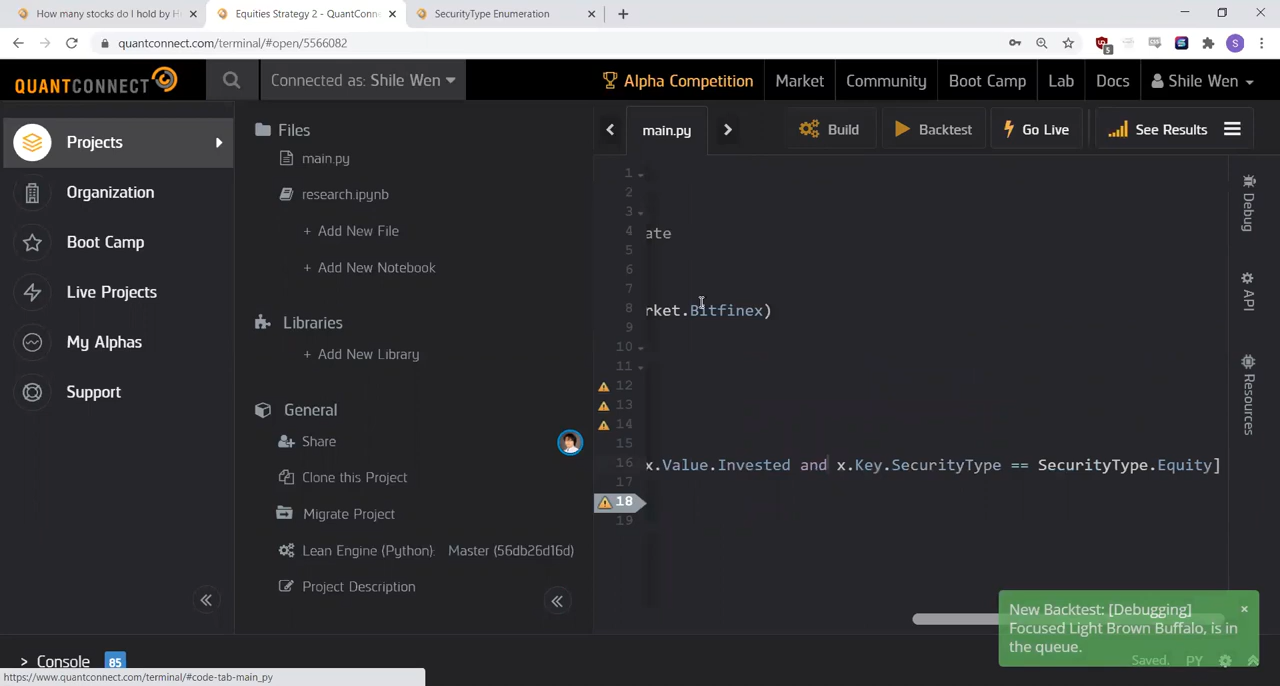 How many stocks do I hold by H
Equities Strategy 2 - QuantConne
SecurityType Enumeration
quantconnect.com/terminal/#open/5566082
5
S
QUANTCONNECT
Connected as: Shile Wen
Alpha Competition
Market
Community
Boot Camp
Lab
Docs
Shile Wen
Projects
Organization
Boot Camp
Live Projects
My Alphas
Support
Files
main.py
research.ipynb
+ Add New File
+ Add New Notebook
Libraries
+ Add New Library
General
Share
Clone this Project
Migrate Project
Lean Engine (Python): Master (56db26d16d)
Project Description
main.py
Build
Backtest
Go Live
See Results
1
2
3
4 ate
5
6
7
8 rket.Bitfinex)
9
10
11
12
13
14
15
16 x.Value.Invested and x.Key.SecurityType == SecurityType.Equity]
17
18
19
Debug
API
Resources
New Backtest: [Debugging]
Focused Light Brown Buffalo, is in
the queue.
Saved. PY
> Console 85
https://www.quantconnect.com/terminal/#code-tab-main_py